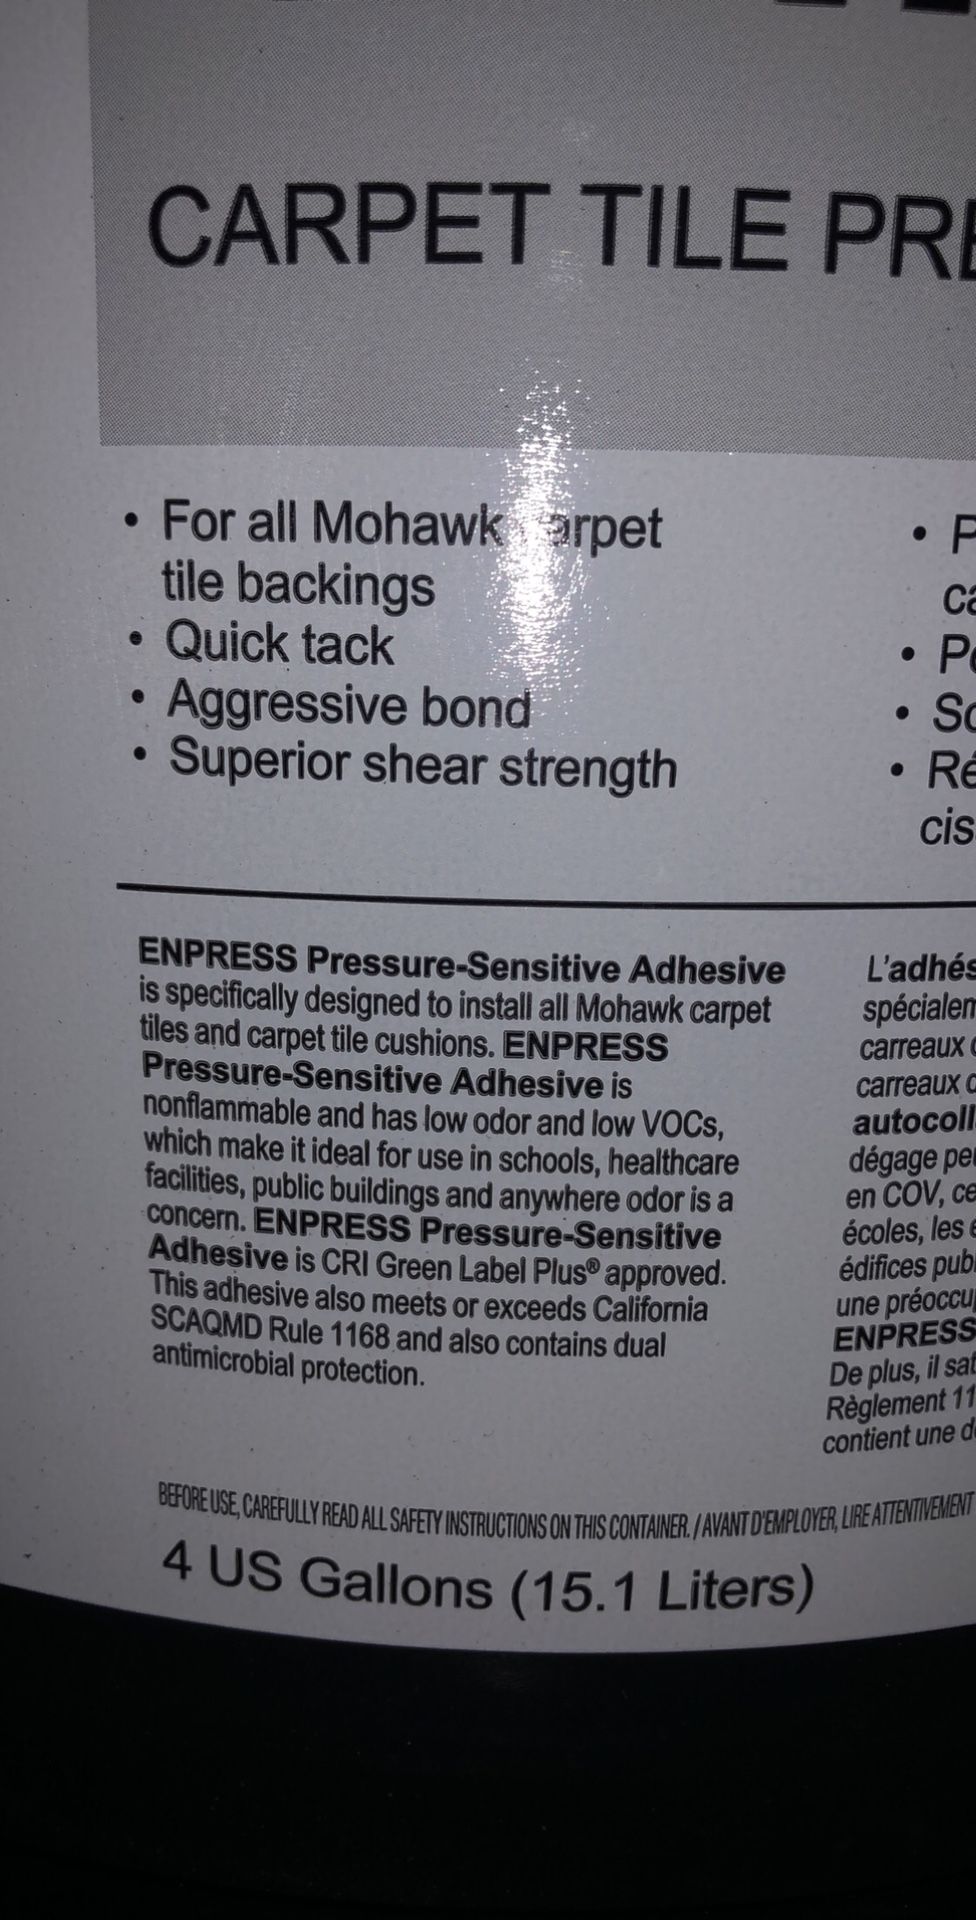 CARPET TILE
• For all Mohawk
tile backings
• Quick tack
• Aggressive bond
• Superior shear strength
ENPRESS Pressure-Sensitive Adhesive
is specifically designed to install all Mohawk carpet
tiles and carpet tile cushions. ENPRESS
Pressure-Sensitive Adhesive is
nonflammable and has low odor and low VOCs,
which make it ideal for use in schools, healthcare
facilities, public buildings and anywhere odor is a
concern. ENPRESS Pressure-Sensitive
Adhesive is CRI Green Label Plus® approved.
This adhesive also meets or exceeds California
SCAQMD Rule 1168 and also contains dual
antimicrobial protection.
L'adhés
spécialem
carreaux
carreaux
autocoll
dégage
en COV,
écoles, les
édifices pub
une préoccu
ENPRESS
De plus, il sat
Règlement 11
contient une
BEFORE USE, CAREFULLY READ ALL SAFETY INSTRUCTIONS ON THIS CONTAINER. / AVANT D'EMPLOYER, LIRE ATTENTIVEMENT
4 US Gallons (15.1 Liters)